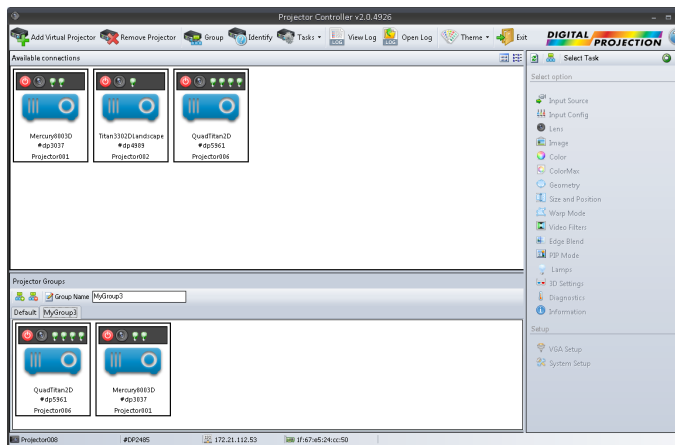 Projector Controller v2.0.4926
Add Virtual Projector Remove Projector Group Identify Tasks View Log Open Log Theme Exit DIGITAL PROJECTION
Available connections
Select Task
Select option
Mercury8003D
#dp3037
Projector001
Titan3302DLandscape
#dp4989
Projector002
QuadTitan2D
#dp5961
Projector006
Input Source
Input Config
Lens
Image
Color
ColorMax
Geometry
Size and Position
Warp Mode
Video Filters
Edge Blend
PIP Mode
Lamps
3D Settings
Diagnostics
Information
Setup
VGA Setup
System Setup
Projector Groups
Group Name MyGroup3
Default MyGroup3
QuadTitan2D
#dp5961
Projector006
Mercury8003D
#dp3037
Projector001
Projector008 #DP2485 172.21.112.53 1f:67:e5:24:cc:50